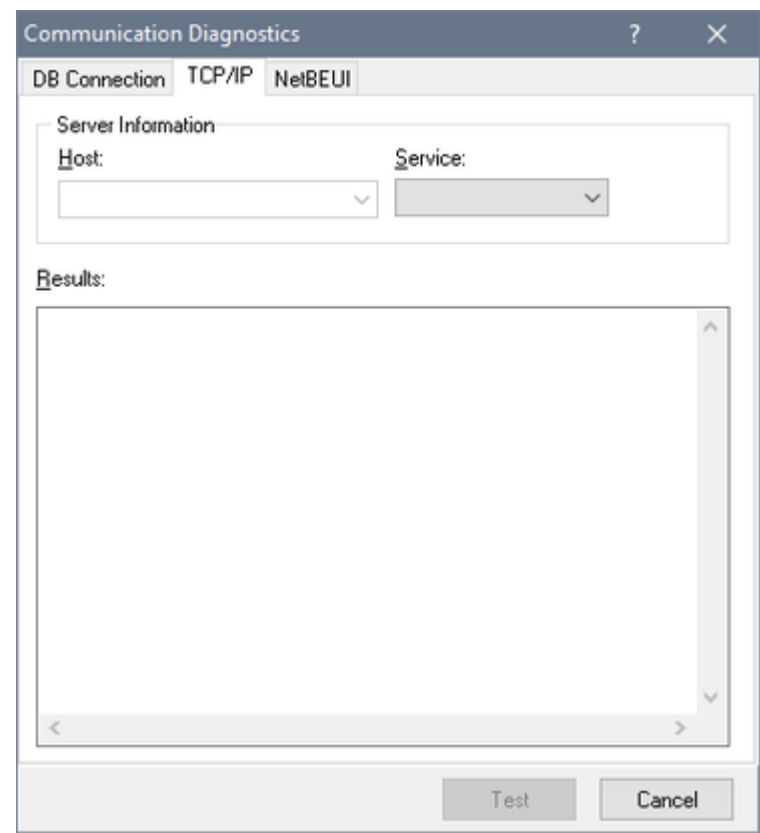 Communication Diagnostics ?
DB Connection TCP/IP NetBEUI
Server Information
Host: Service:
Results:
Test Cancel